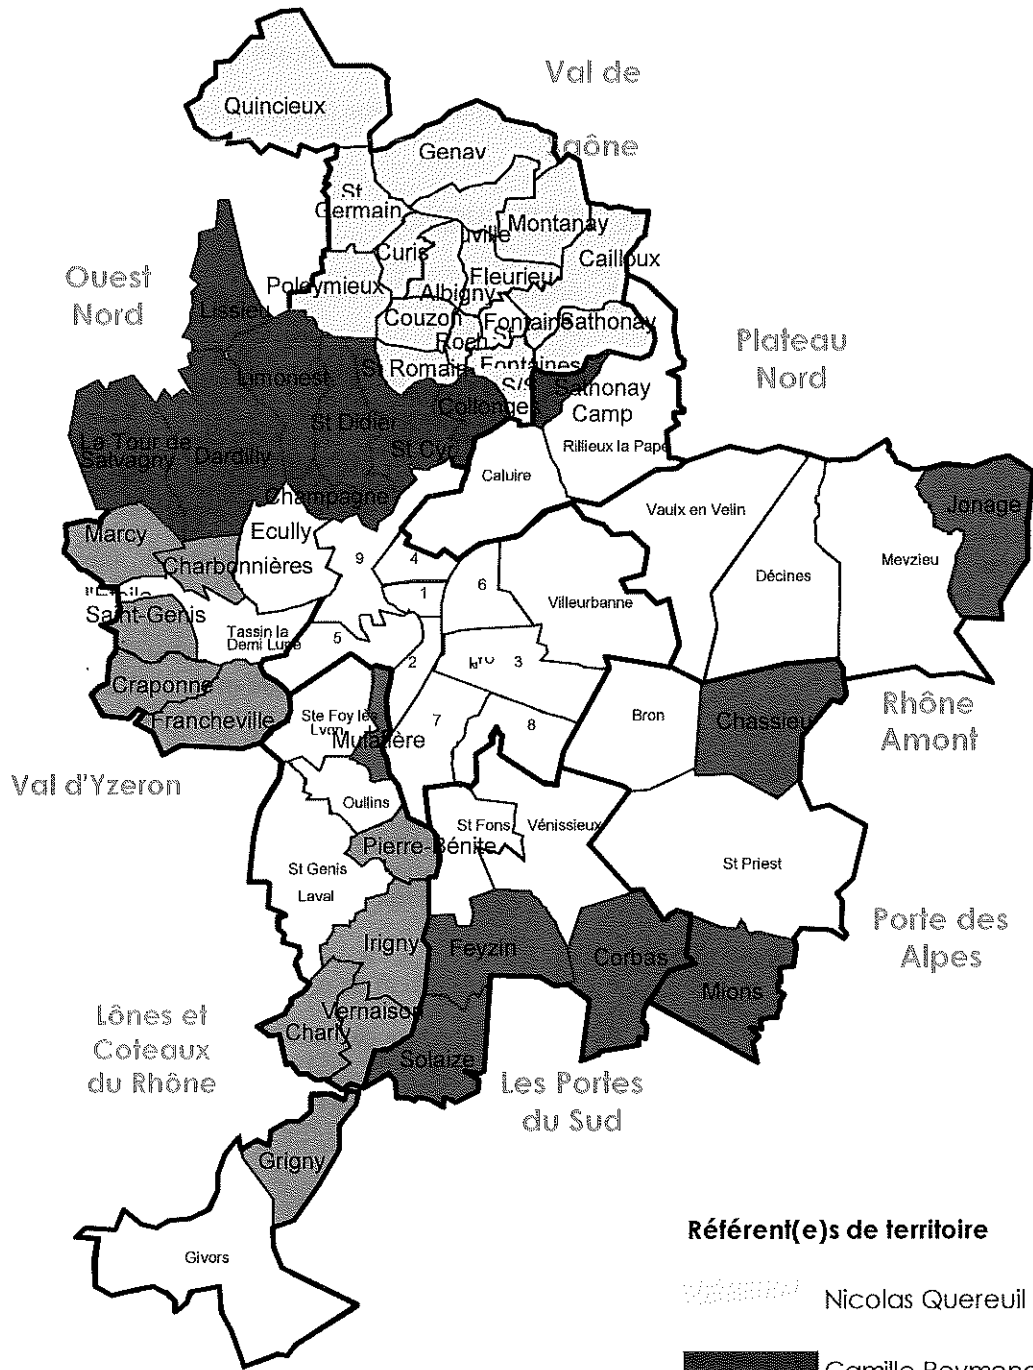 Val de
Saône
Quincieux
Genay
St
Germain
Montanay
Curis
Cailloux
Ouest
Nord
Poleymieux
Fleurieu
Albigny
Lissieu
Couzon
Fontaine
Sathonay
Roch
St
Plateau
Nord
St Romain
Fontaines
S/S
Limonest
Sathonay
Camp
Collonges
St Didier
La Tour de
Salvagny
Dardilly
St Cyr
Rillieux la Pape
Caluire
Champagne
Jonage
Vaulx en Velin
Marcy
Ecully
Charbonnières
9
4
Meyzieu
Décines
1
6
Villeurbanne
l'Etoile
Saint-Genis
Tassin la
Demi Lune
5
2
3
Craponne
Francheville
Ste Foy lès
Lyon
Mulatière
7
8
Bron
Chassieu
Rhône
Amont
Val d'Yzeron
Oullins
Pierre-Bénite
St Fons
Vénissieux
St Genis
Laval
St Priest
Porte des
Alpes
Irigny
Feyzin
Corbas
Mions
Lônes et
Coteaux
du Rhône
Vernaison
Charly
Solaize
Les Portes
du Sud
Grigny
Référent(e)s de territoire
Givors
Nicolas Quereuil